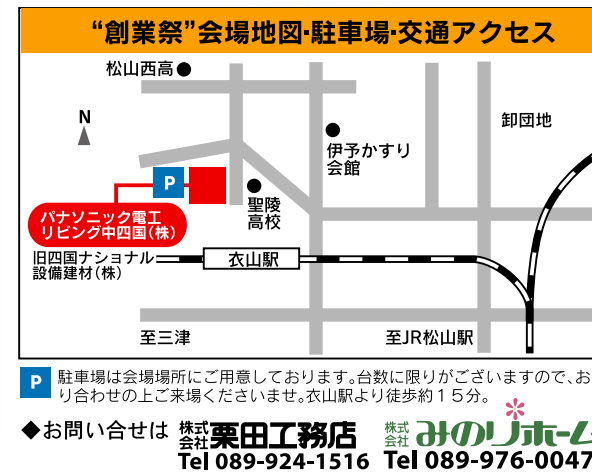 “創業祭”会場地図・駐車場・交通アクセス
松山西高
N
卸団地
伊予かすり
会館
P
聖陵
高校
パナソニック電工
リビング中四国(株)
旧四国ナショナル
設備建材(株)
衣山駅
至三津
至JR松山駅
P 駐車場は会場場所にご用意しております。台数に限りがございますので、お
り合わせの上ご来場くださいませ。衣山駅より徒歩約15分。
◆お問い合せは 株式会社 栗田工務店 株式会社 みのりホーム
Tel 089-924-1516 Tel 089-976-0047